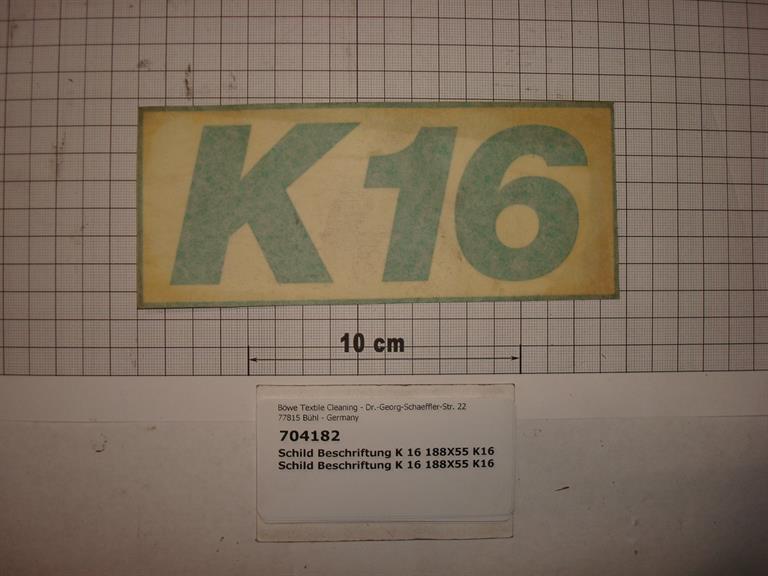 K16
10 cm
Böwe Textile Cleaning - Dr.-Georg-Schaeffler-Str. 22
77815 Bühl - Germany
704182
Schild Beschriftung K 16 188X55 K16
Schild Beschriftung K 16 188X55 K16